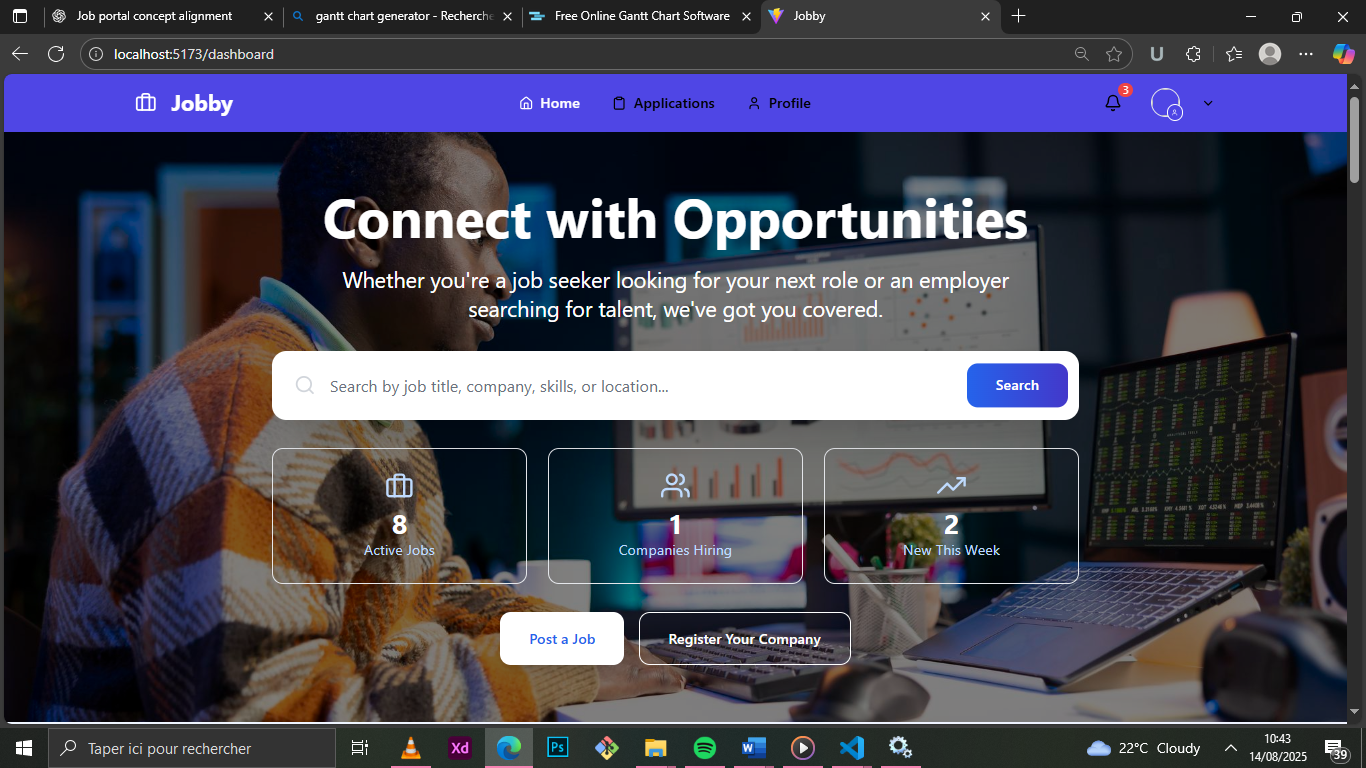 Job portal concept alignment
gantt chart generator - Recherche
Free Online Gantt Chart Software
Jobby
localhost:5173/dashboard
U
Jobby
Home
Applications
Profile
3
Connect with Opportunities
Whether you're a job seeker looking for your next role or an employer
searching for talent, we've got you covered.
Search by job title, company, skills, or location...
Search
8
Active Jobs
1
Companies Hiring
2
New This Week
Post a Job
Register Your Company
Taper ici pour rechercher
Xd
Ps
W
22°C Cloudy
10:43
14/08/2025
39